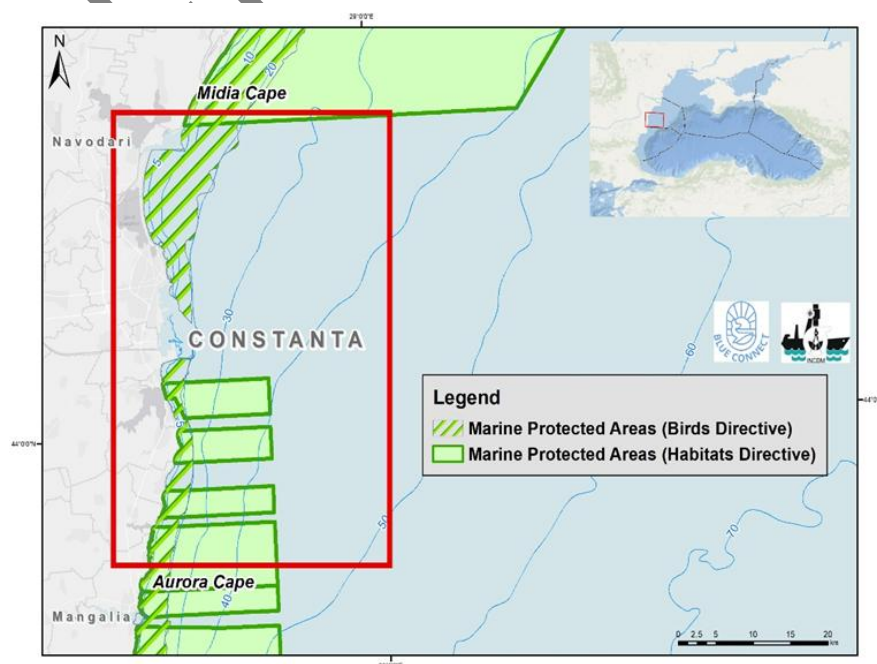 28°0'0"E
N
10
20
Midia Cape
Navodari
5
CONSTANTA
30
60
BLUE CONNECT
INCDM
Legend
Marine Protected Areas (Birds Directive)
Marine Protected Areas (Habitats Directive)
44°0'0"N
5
50
70
Aurora Cape
40
Mangalia
0 2.5 5 10 15 20